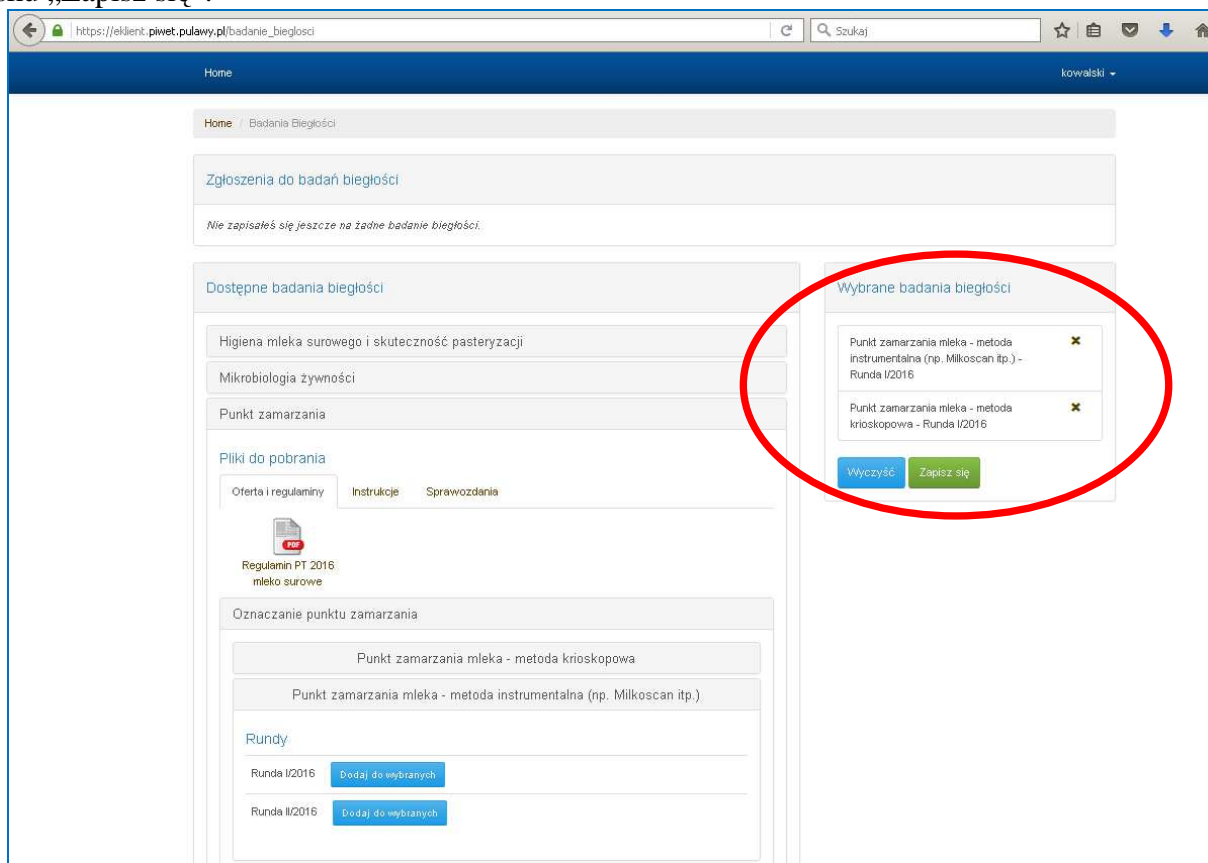 „Zapisz się”.
https://eklient.piwet.pulawy.pl/badanie_bieglosci
Szukaj
Home
kowalski
Home / Badania Biegłości
Zgłoszenia do badań biegłości
Nie zapisałeś się jeszcze na żadne badanie biegłości.
Dostępne badania biegłości
Higiena mleka surowego i skuteczność pasteryzacji
Mikrobiologia żywności
Punkt zamarzania
Pliki do pobrania
Oferta i regulaminy Instrukcje Sprawozdania
PDF
Regulamin PT 2016
mleko surowe
Oznaczanie punktu zamarzania
Punkt zamarzania mleka - metoda krioskopowa
Punkt zamarzania mleka - metoda instrumentalna (np. Milkoscan itp.)
Rundy
Runda I/2016 Dodaj do wybranych
Runda II/2016 Dodaj do wybranych
Wybrane badania biegłości
Punkt zamarzania mleka - metoda
instrumentalna (np. Milkoscan itp.) -
Runda I/2016
Punkt zamarzania mleka - metoda
krioskopowa - Runda I/2016
Wyczyść Zapisz się